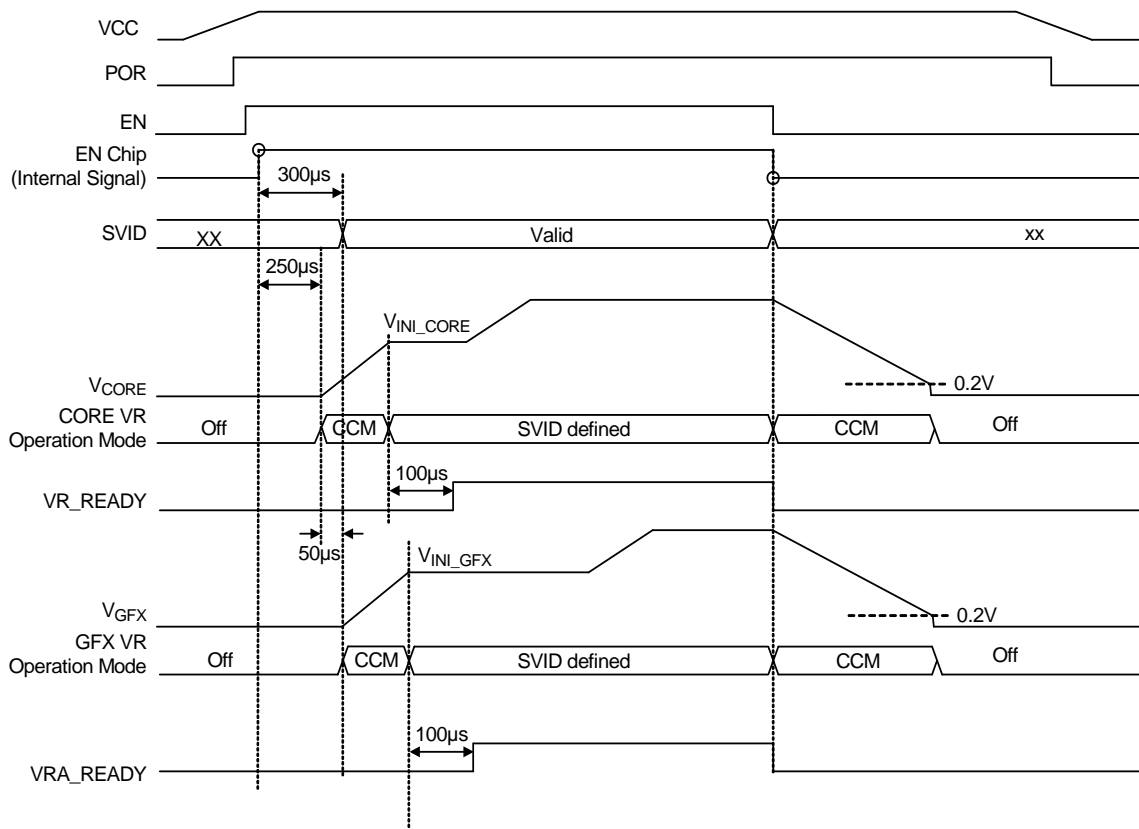 VCC
POR
EN
EN Chip
(Internal Signal)
300µs
SVID
XX
Valid
xx
250µs
VINI_CORE
VCORE
0.2V
CORE VR
Operation Mode
Off
CCM
SVID defined
CCM
Off
100µs
VR_READY
50µs
VINI_GFX
VGFX
0.2V
GFX VR
Operation Mode
Off
CCM
SVID defined
CCM
Off
100µs
VRA_READY